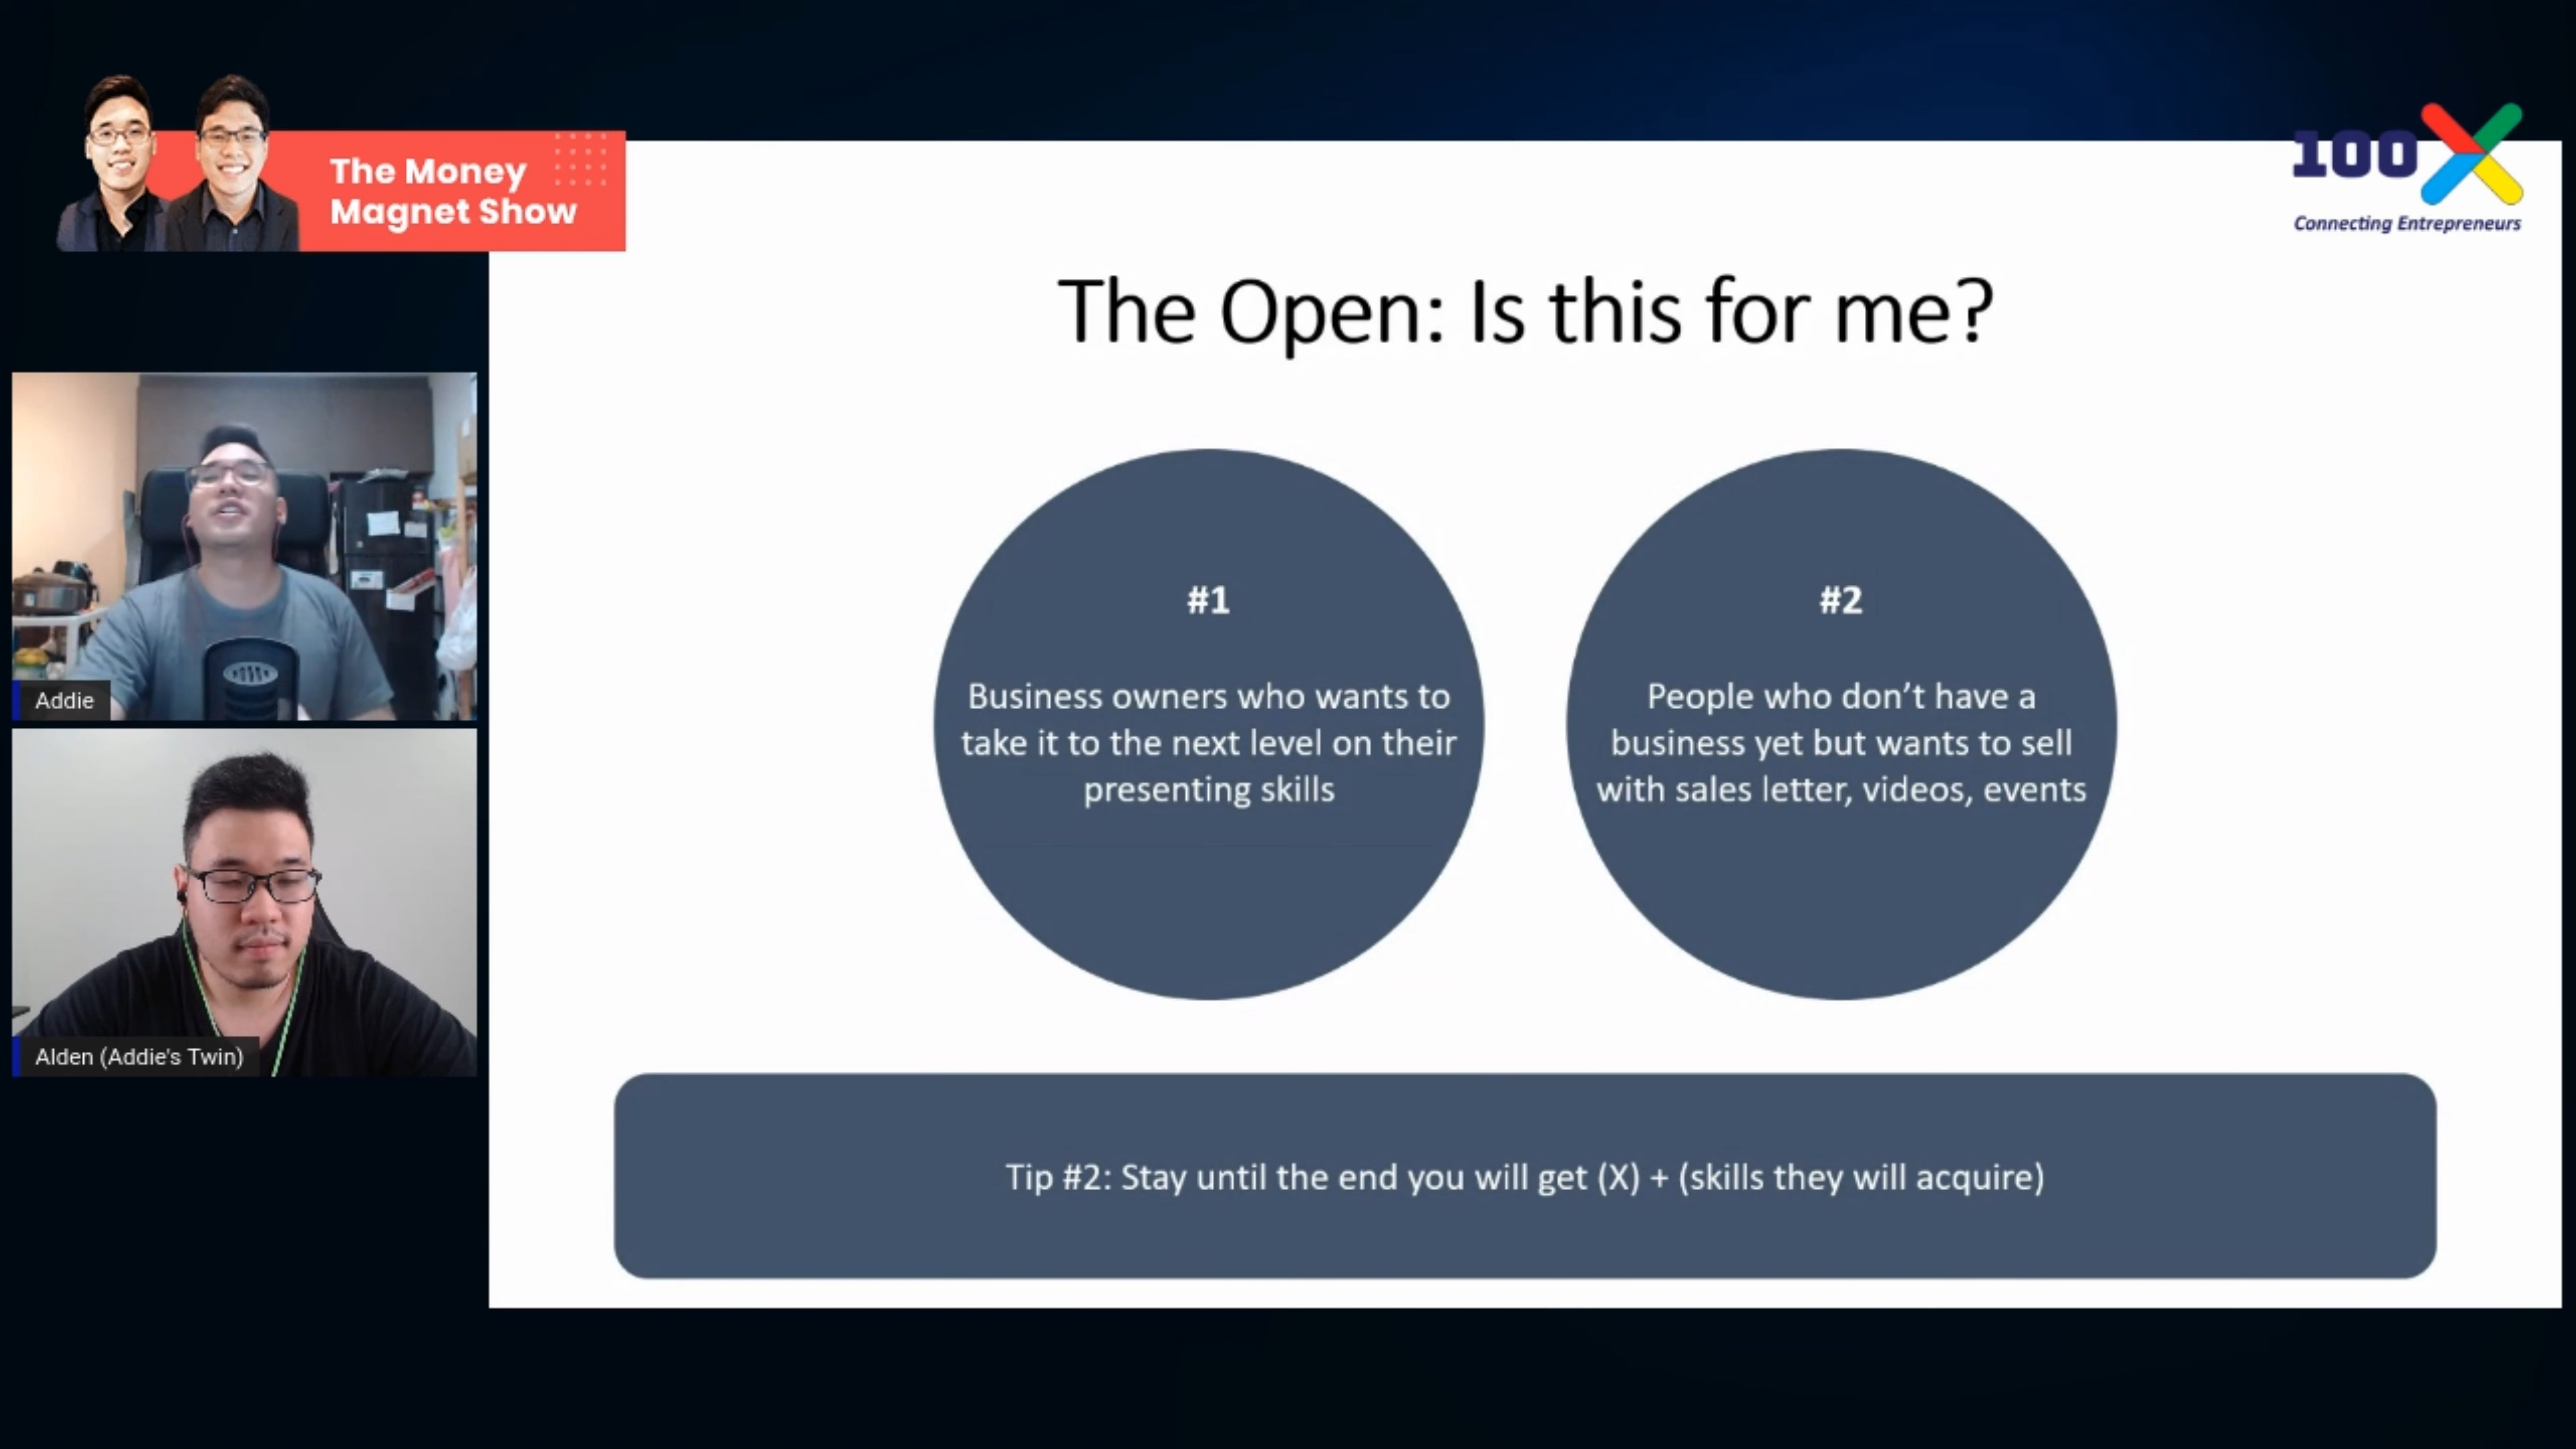 The Money
Magnet Show
100X
Connecting Entrepreneurs
The Open: Is this for me?
#1
Business owners who wants to
take it to the next level on their
presenting skills
#2
People who don’t have a
business yet but wants to sell
with sales letter, videos, events
Addie
Alden (Addie's Twin)
Tip #2: Stay until the end you will get (X) + (skills they will acquire)